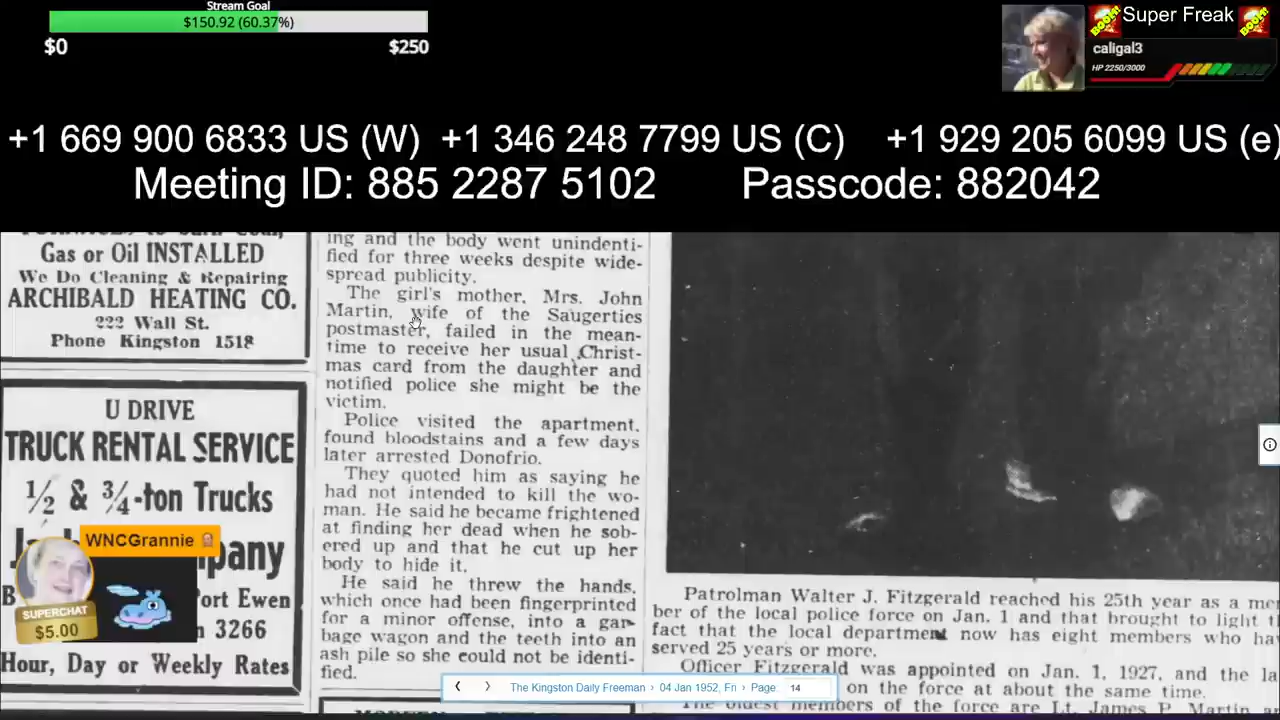 Stream Goal
$150.92 (60.37%)
$0
$250
Super Freak
caligal3
HP 2250/3000
+1 669 900 6833 US (W) +1 346 248 7799 US (C) +1 929 205 6099 US (e)
Meeting ID: 885 2287 5102 Passcode: 882042
Gas or Oil INSTALLED
We Do Cleaning & Repairing
ARCHIBALD HEATING CO.
222 Wall St.
Phone Kingston 1518
U DRIVE
TRUCK RENTAL SERVICE
1/2 & 3/4-ton Trucks
WNCGrannie
SUPERCHAT
$5.00
Port Ewen
3266
Hour, Day or Weekly Rates
ing and the body went unidenti-
fied for three weeks despite wide-
spread publicity.
The girl's mother, Mrs. John
Martin, wife of the Saugerties
postmaster, failed in the mean-
time to receive her usual Christ-
mas card from the daughter and
notified police she might be the
victim.
Police visited the apartment,
found bloodstains and a few days
later arrested Donofrio.
They quoted him as saying he
had not intended to kill the wo-
man. He said he became frightened
at finding her dead when he sob-
ered up and that he cut up her
body to hide it.
He said he threw the hands,
which once had been fingerprinted
for a minor offense, into a gar-
bage wagon and the teeth into an
ash pile so she could not be identi-
fied.
Patrolman Walter J. Fitzgerald reached his 25th year as a
ber of the local police force on Jan. 1 and that brought to light
fact that the local department now has eight members who
served 25 years or more.
Officer Fitzgerald was appointed on Jan. 1, 1927, and the
on the force at about the same time.
The oldest members of the force are Lt. James P. Martin
The Kingston Daily Freeman › 04 Jan 1952, Fri › Page 14